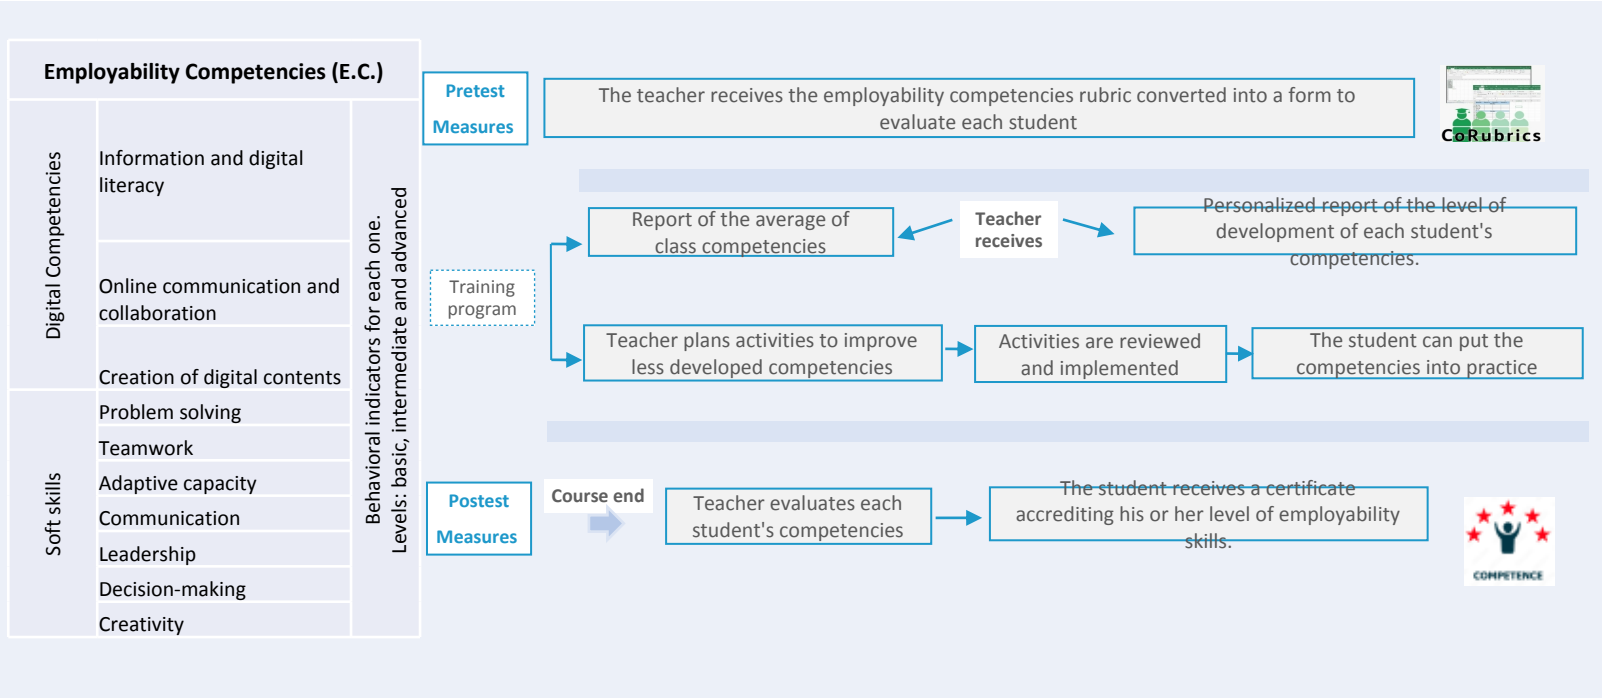 Employability Competencies (E.C.)
Digital Competencies
Information and digital
literacy
Online communication and
collaboration
Creation of digital contents
Soft skills
Problem solving
Teamwork
Adaptive capacity
Communication
Leadership
Decision-making
Creativity
Behavioral indicators for each one.
Levels: basic, intermediate and advanced
Pretest
Measures
The teacher receives the employability competencies rubric converted into a form to
evaluate each student
CoRubrics
Report of the average of
class competencies
Teacher
receives
Personalized report of the level of
development of each student's
competencies.
Training
program
Teacher plans activities to improve
less developed competencies
Activities are reviewed
and implemented
The student can put the
competencies into practice
Postest
Measures
Course end
Teacher evaluates each
student's competencies
The student receives a certificate
accrediting his or her level of employability
skills.
COMPETENCE